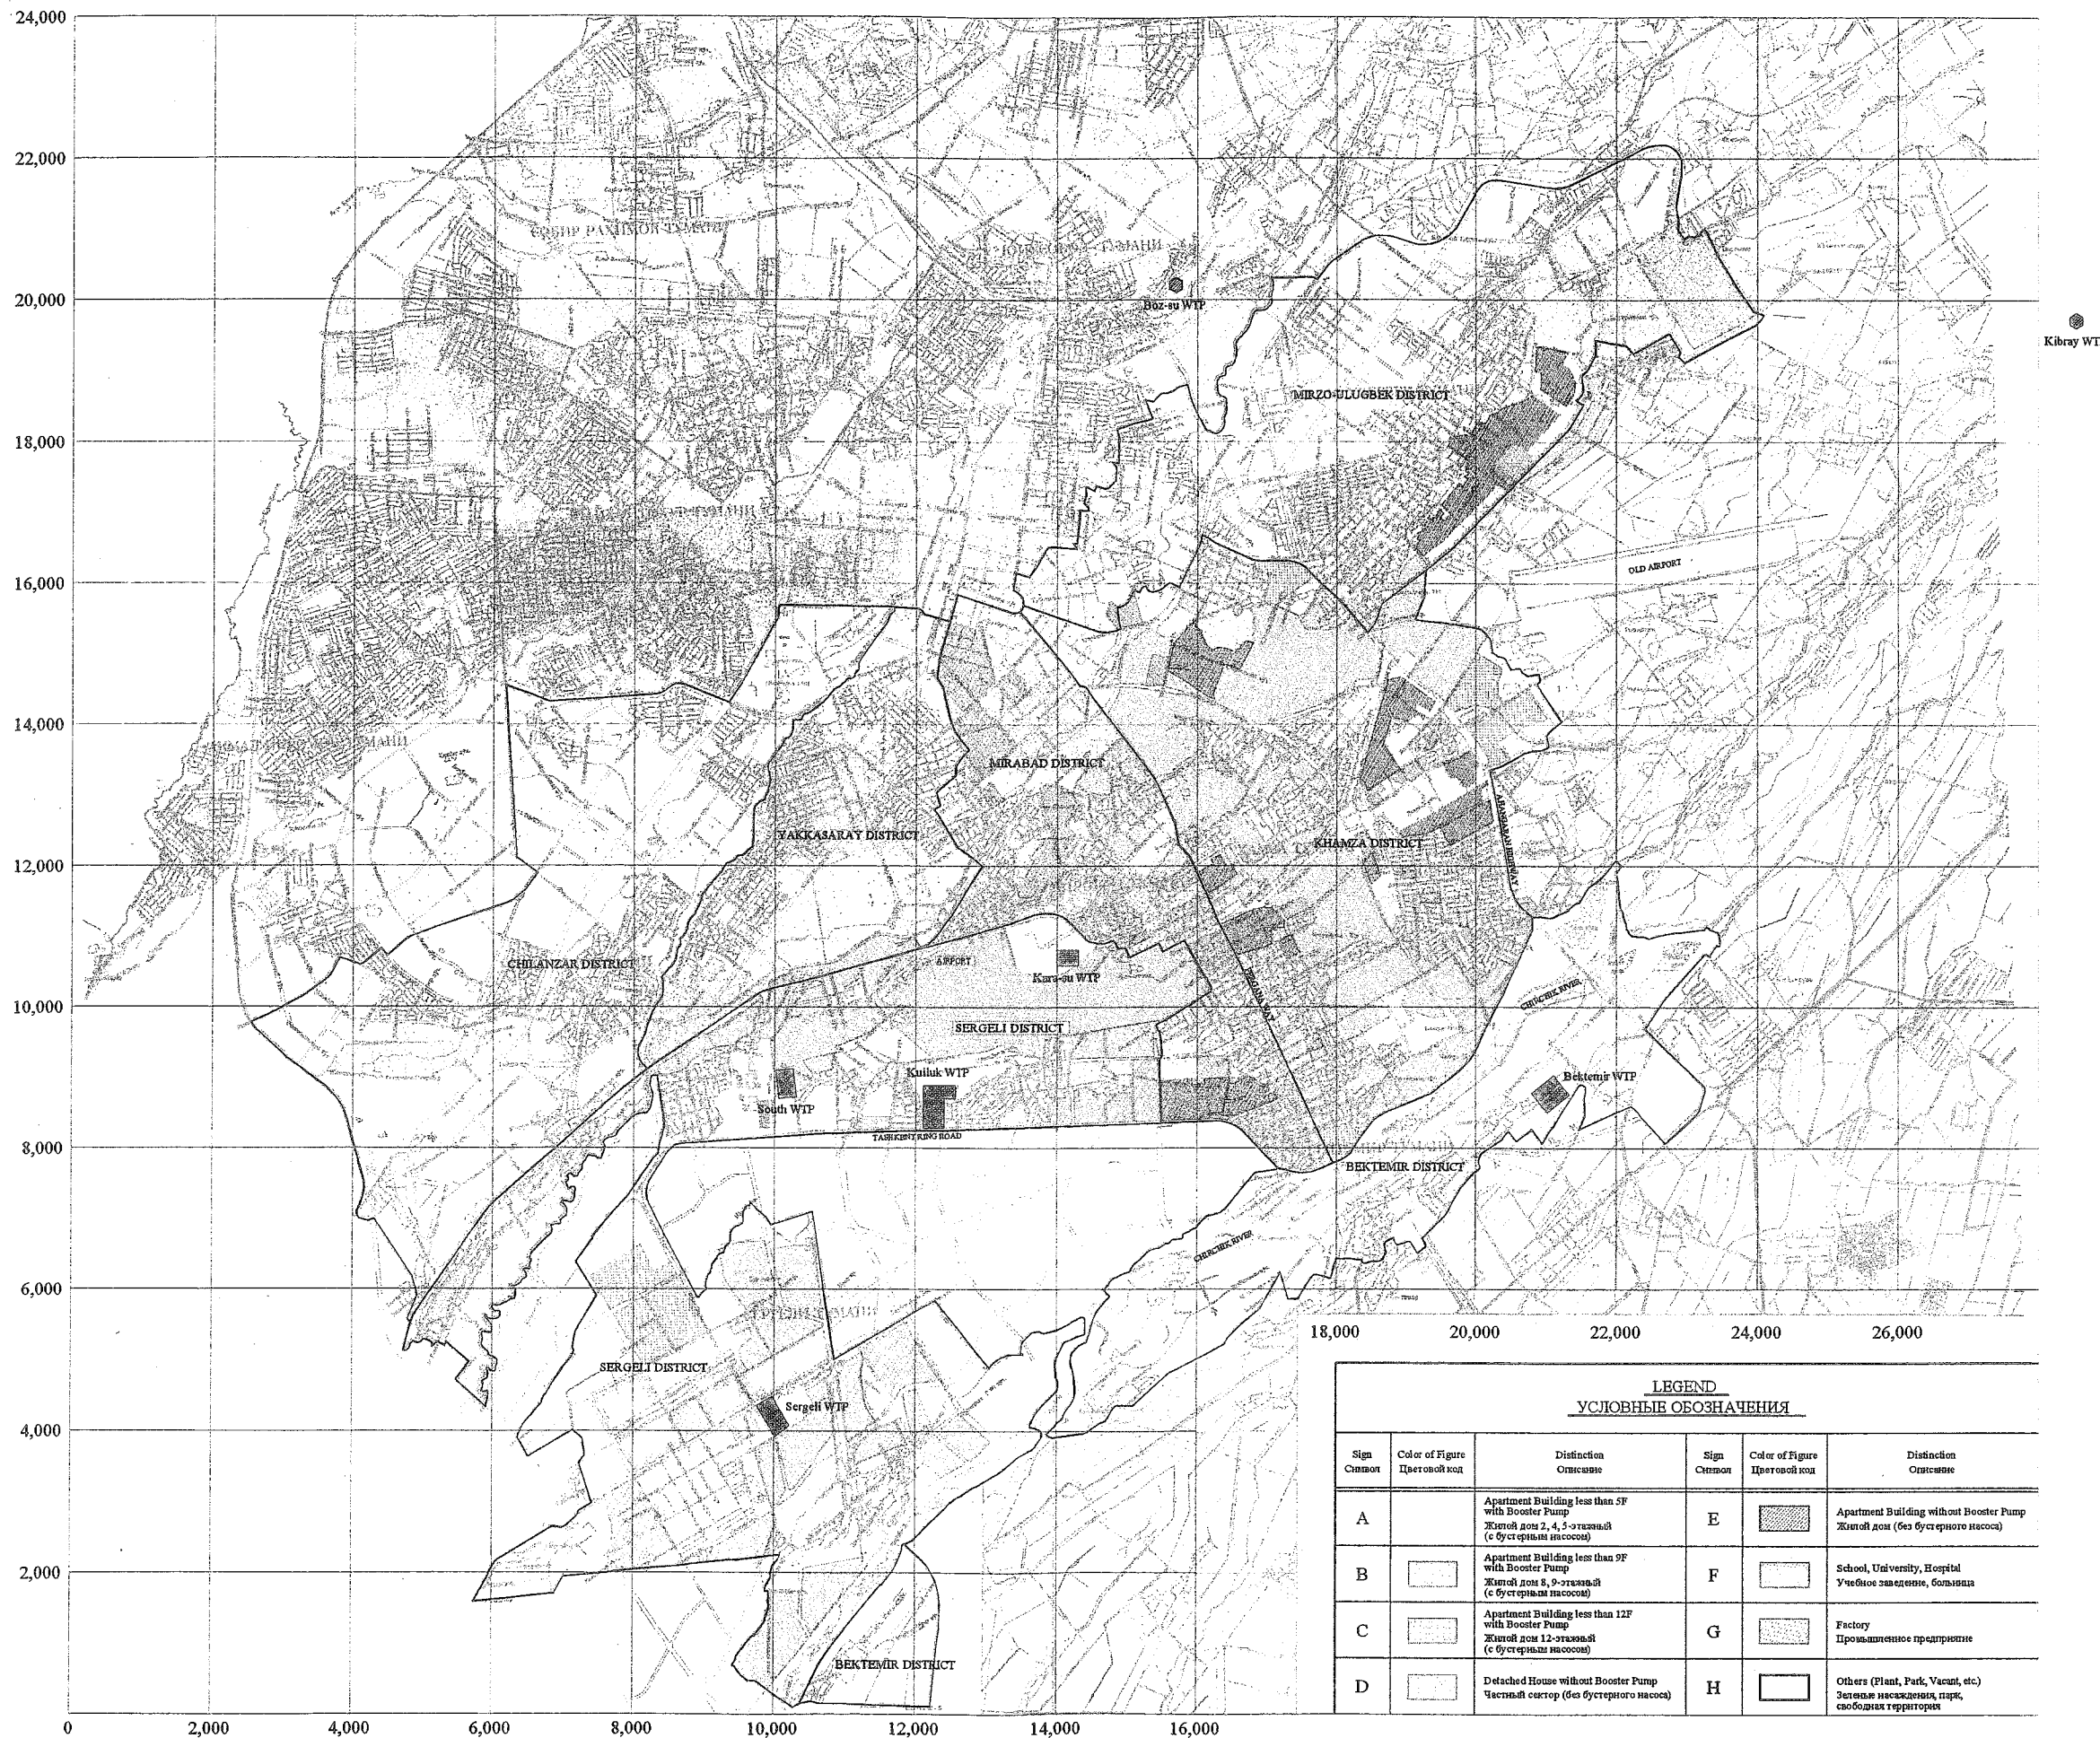 24,000
22,000
20,000
18,000
16,000
14,000
12,000
10,000
8,000
6,000
4,000
2,000
0
2,000
4,000
6,000
8,000
10,000
12,000
14,000
16,000
18,000
20,000
22,000
24,000
26,000
Boz-su WTP
Kibray WT
MIRZO-ULUGBEK DISTRICT
OLD AIRPORT
MIRABAD DISTRICT
YAKKASARAY DISTRICT
KHAMZA DISTRICT
CHILANZAR DISTRICT
AIRPORT
Kara-su WTP
CHIRCHIK RIVER
SERGELI DISTRICT
Kuiluk WTP
Bektemir WTP
South WTP
TASHKENT RING ROAD
BEKTEMIR DISTRICT
CHIRCHIK RIVER
SERGELI DISTRICT
Sergeli WTP
BEKTEMIR DISTRICT
LEGEND
УСЛОВНЫЕ ОБОЗНАЧЕНИЯ
Sign
Символ
Color of Figure
Цветовой код
Distinction
Описание
Sign
Символ
Color of Figure
Цветовой код
Distinction
Описание
A
Apartment Building less than 5F
with Booster Pump
Жилой дом 2, 4, 5-этажный
(с бустерным насосом)
E
Apartment Building without Booster Pump
Жилой дом (без бустерного насоса)
B
Apartment Building less than 9F
with Booster Pump
Жилой дом 8, 9-этажный
(с бустерным насосом)
F
School, University, Hospital
Учебное заведение, больница
C
Apartment Building less than 12F
with Booster Pump
Жилой дом 12-этажный
(с бустерным насосом)
G
Factory
Промышленное предприятие
D
Detached House without Booster Pump
Частный сектор (без бустерного насоса)
H
Others (Plant, Park, Vacant, etc.)
Зеленые насаждения, парк,
свободная территория